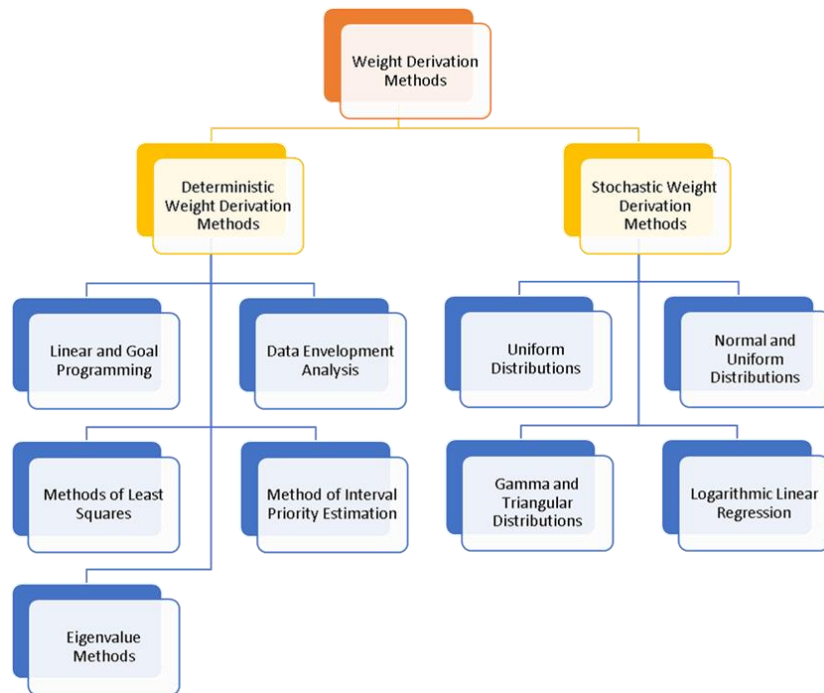 Weight Derivation
Methods
Deterministic
Weight Derivation
Methods
Stochastic Weight
Derivation
Methods
Linear and Goal
Programming
Data Envelopment
Analysis
Uniform
Distributions
Normal and
Uniform
Distributions
Methods of Least
Squares
Method of Interval
Priority Estimation
Gamma and
Triangular
Distributions
Logarithmic Linear
Regression
Eigenvalue
Methods